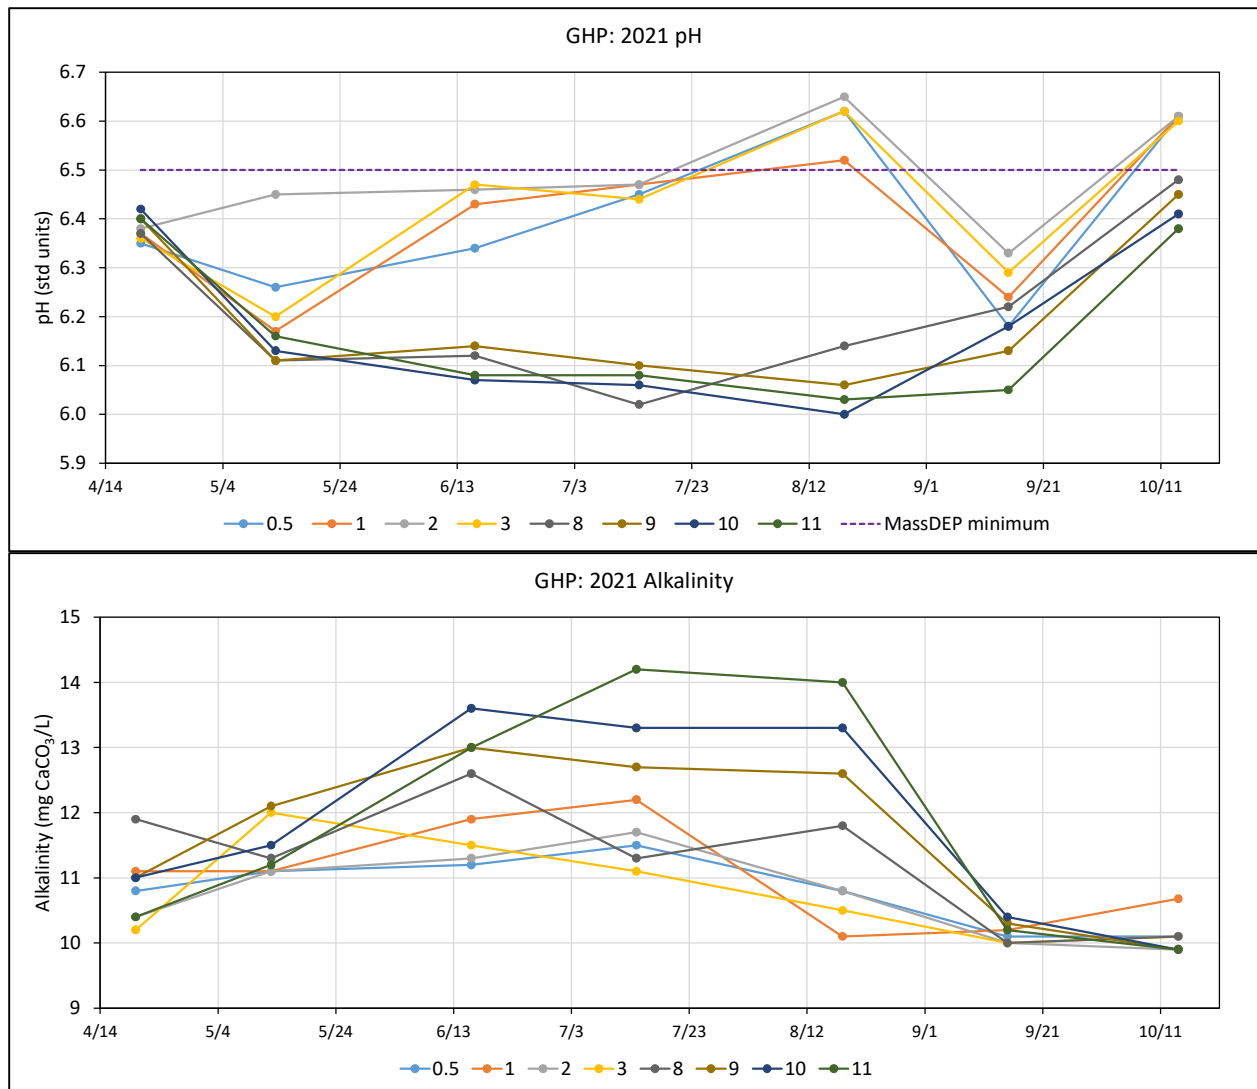 GHP: 2021 pH
pH (std units)
6.7
6.6
6.5
6.4
6.3
6.2
6.1
6.0
5.9
4/14 5/4 5/24 6/13 7/3 7/23 8/12 9/1 9/21 10/11
0.5 1 2 3 8 9 10 11 MassDEP minimum
GHP: 2021 Alkalinity
Alkalinity (mg CaCO₃/L)
15
14
13
12
11
10
9
4/14 5/4 5/24 6/13 7/3 7/23 8/12 9/1 9/21 10/11
0.5 1 2 3 8 9 10 11